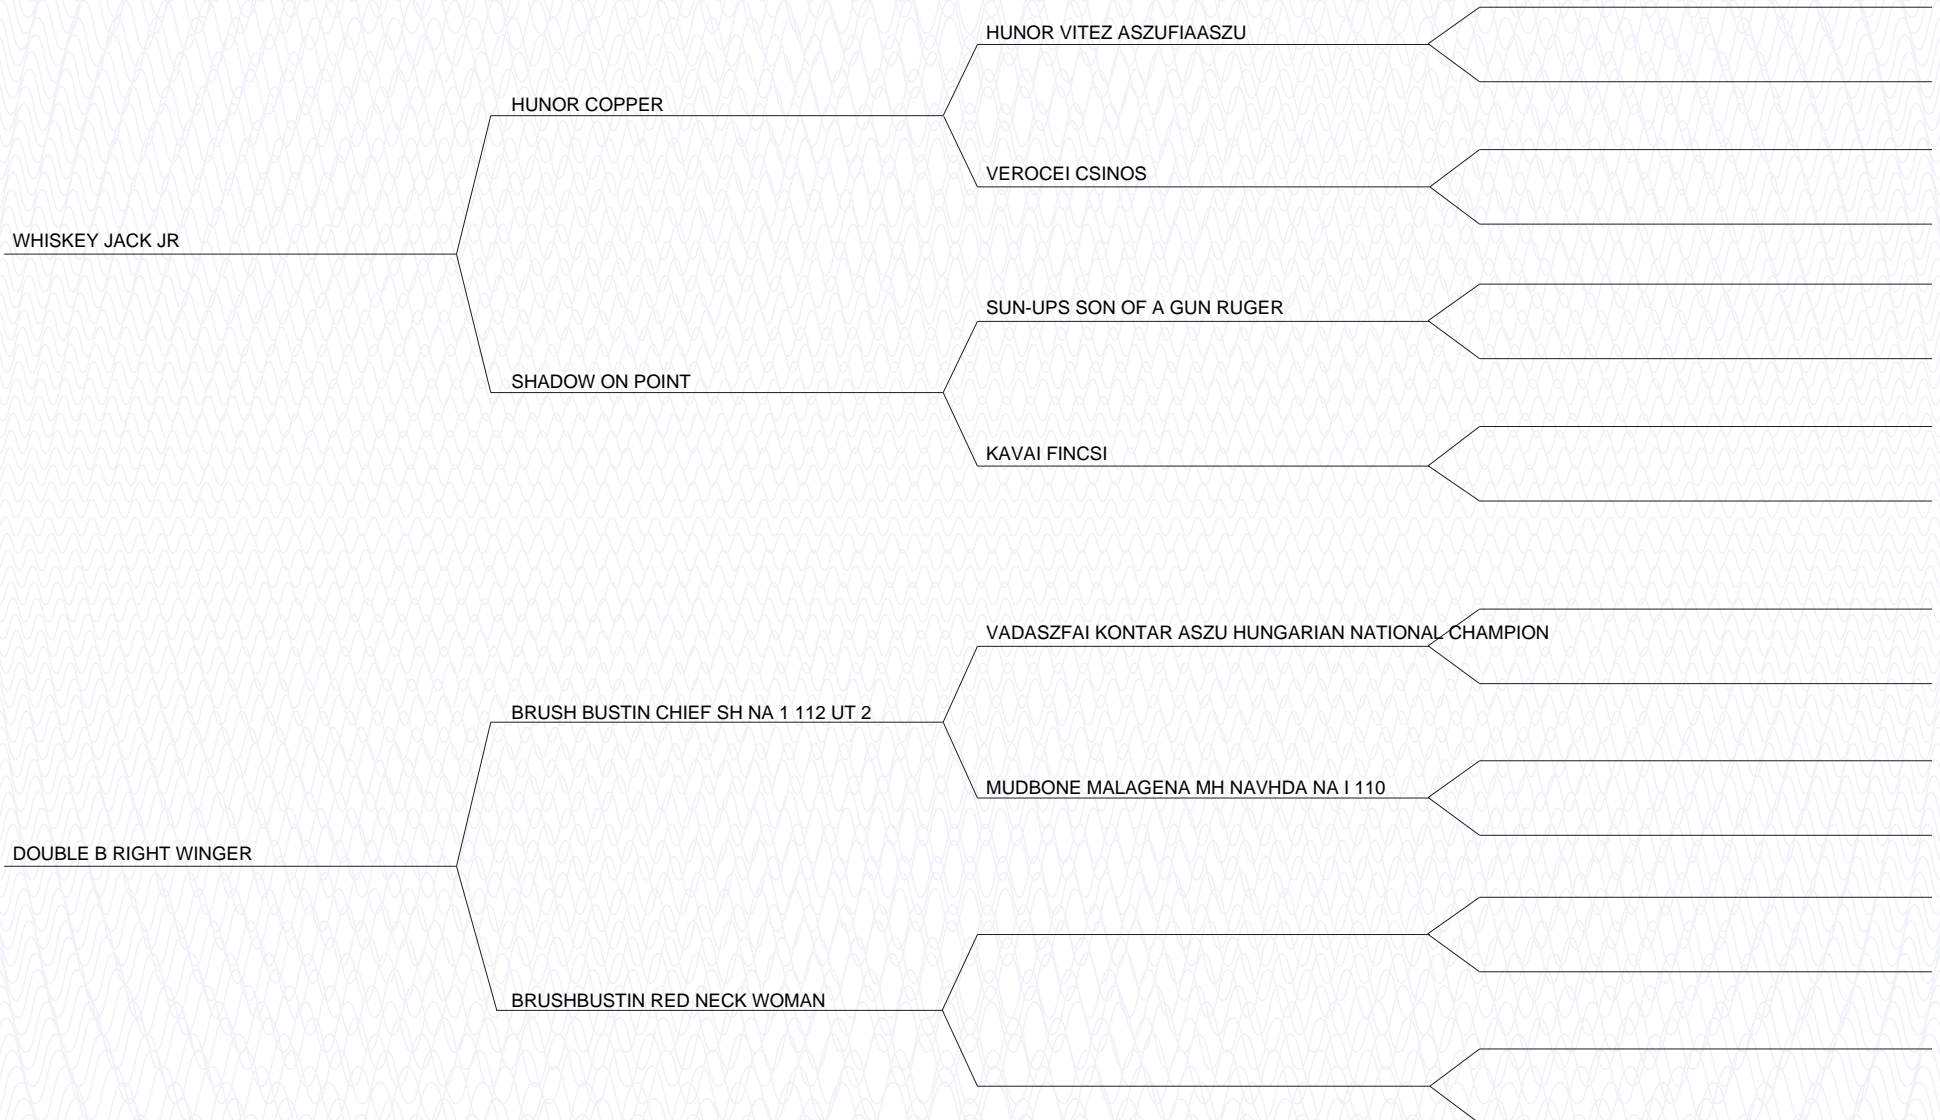 HUNOR VITEZ ASZUFIAASZU
HUNOR COPPER
VEROCEI CSINOS
WHISKEY JACK JR
SUN-UPS SON OF A GUN RUGER
SHADOW ON POINT
KAVAI FINCSI
VADASZFAI KONTAR ASZU HUNGARIAN NATIONAL CHAMPION
BRUSH BUSTIN CHIEF SH NA 1 112 UT 2
MUDBONE MALAGENA MH NAVHDA NA I 110
DOUBLE B RIGHT WINGER
BRUSHBUSTIN RED NECK WOMAN